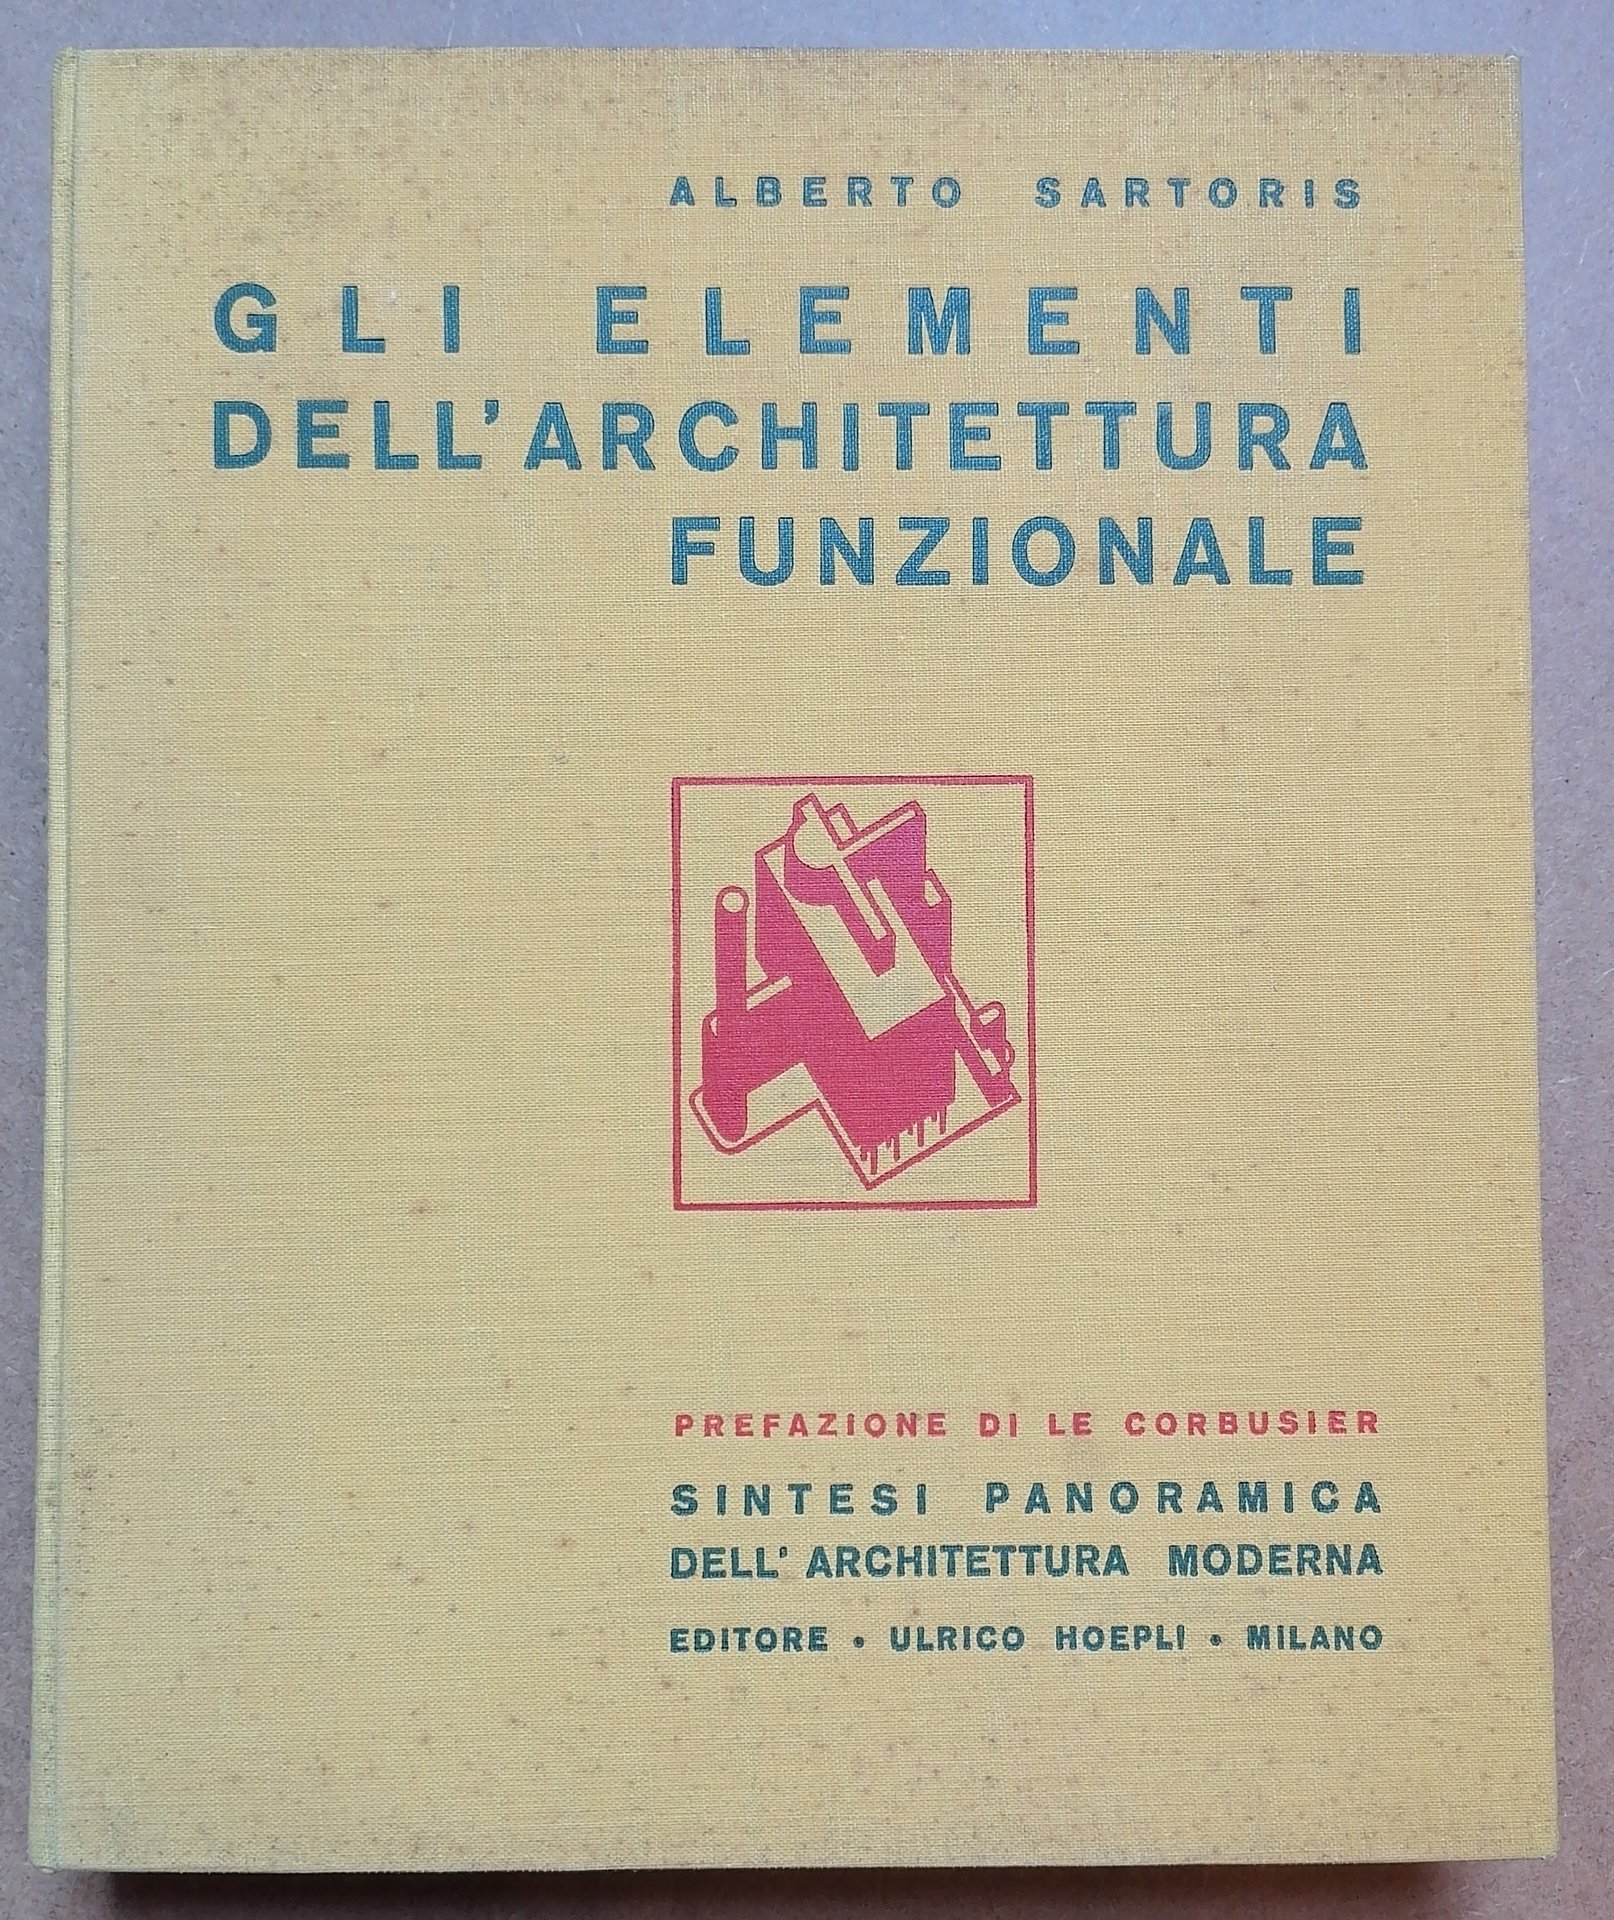 ALBERTO SARTORIS
GLI ELEMENTI
DELL'ARCHITETTURA
FUNZIONALE
PREFAZIONE DI LE CORBUSIER
SINTESI PANORAMICA
DELL' ARCHITETTURA MODERNA
EDITORE • ULRICO HOEPLI • MILANO